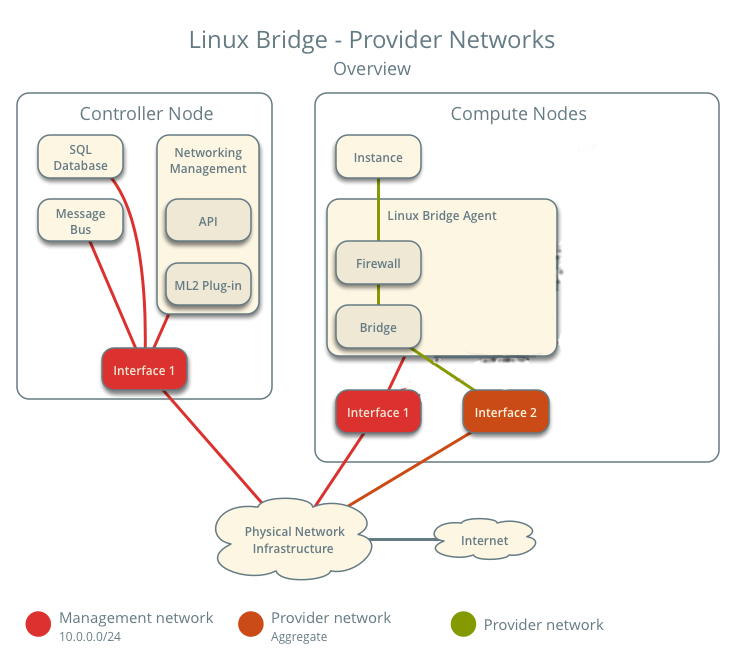 Linux Bridge - Provider Networks
Overview
Controller Node
SQL
Database
Networking
Management
Message
Bus
API
ML2 Plug-in
Interface 1
Compute Nodes
Instance
Linux Bridge Agent
Firewall
Bridge
Interface 1
Interface 2
Physical Network
Infrastructure
Internet
Management network
10.0.0.0/24
Provider network
Aggregate
Provider network